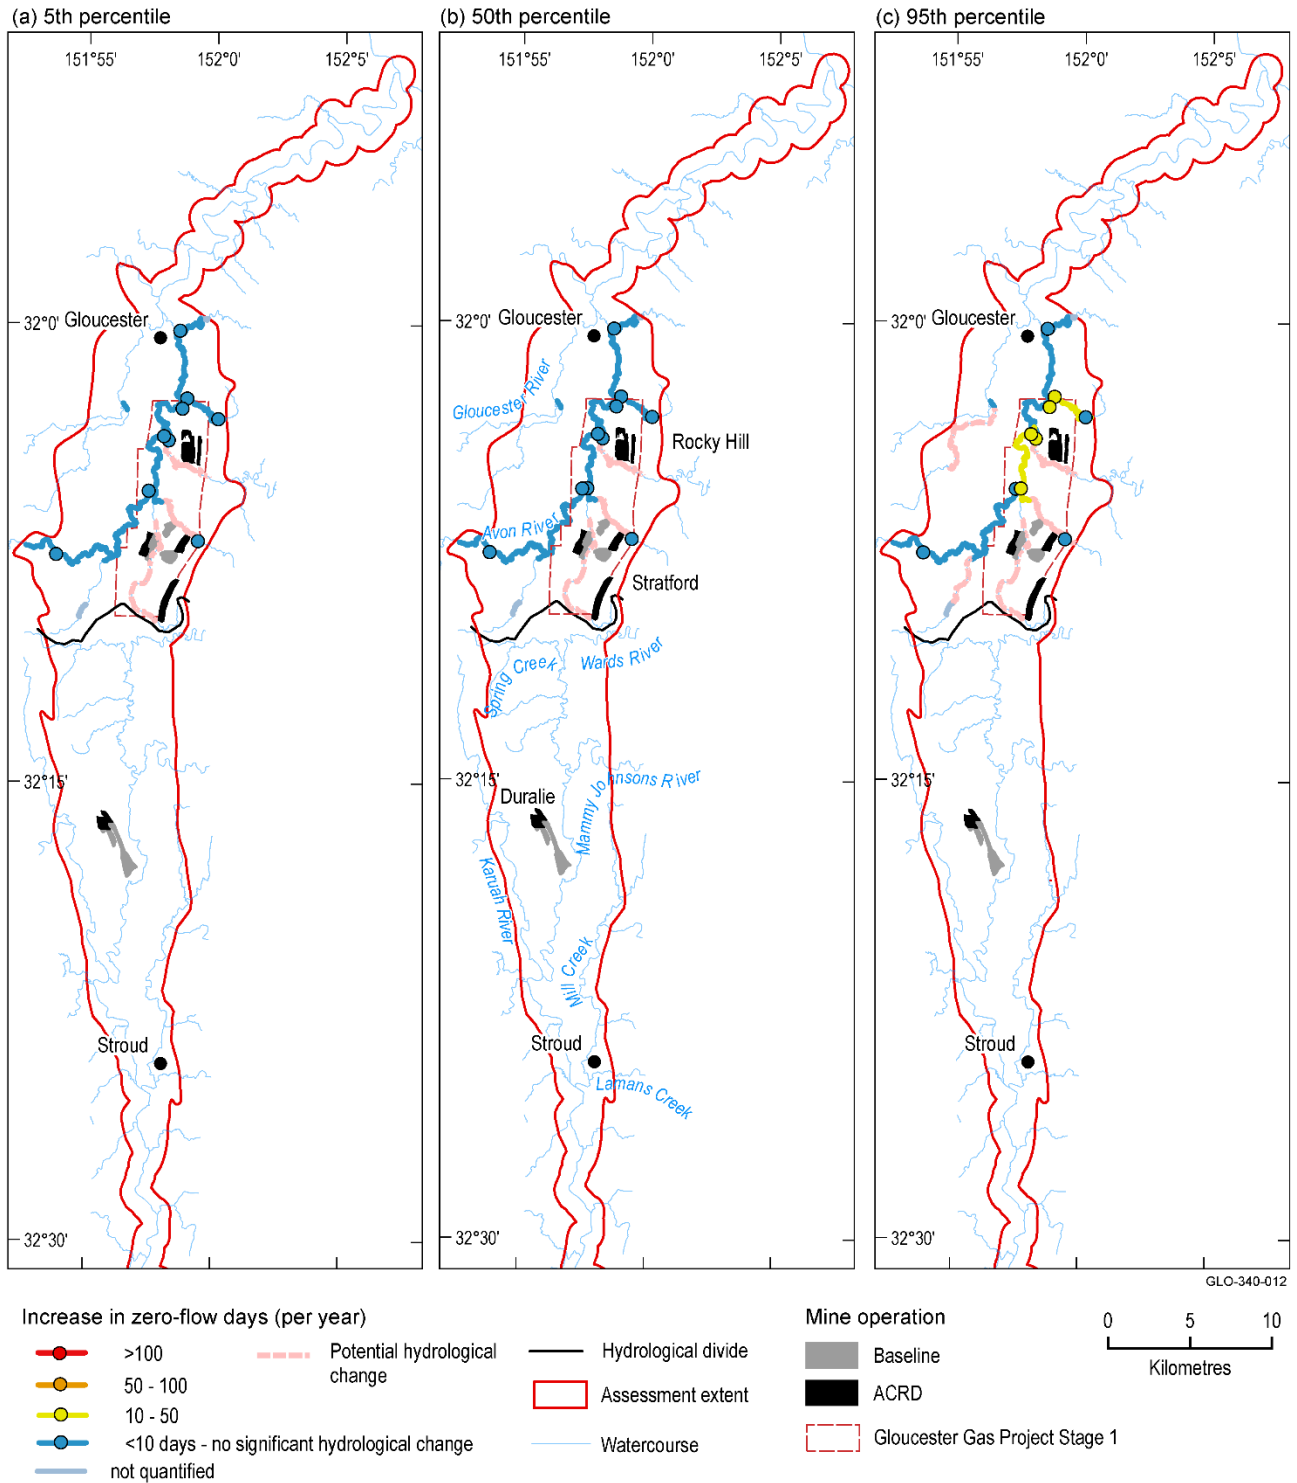 (a) 5th percentile
(b) 50th percentile
(c) 95th percentile
151°55'
152°0'
152°5'
151°55'
152°0'
152°5'
151°55'
152°0'
152°5'
32°0'
Gloucester
32°15'
Stroud
32°30'
32°0'
Gloucester
Gloucester River
Rocky Hill
Avon River
Stratford
Spring Creek
Wards River
32°15'
Mammy Johnsons River
Duralie
Karuah River
Mill Creek
Stroud
Lamans Creek
32°30'
32°0'
Gloucester
32°15'
Stroud
32°30'
GLO-340-012
Increase in zero-flow days (per year)
>100
50 - 100
10 - 50
<10 days - no significant hydrological change
not quantified
Potential hydrological
change
Hydrological divide
Assessment extent
Watercourse
Mine operation
Baseline
ACRD
Gloucester Gas Project Stage 1
0
5
10
Kilometres